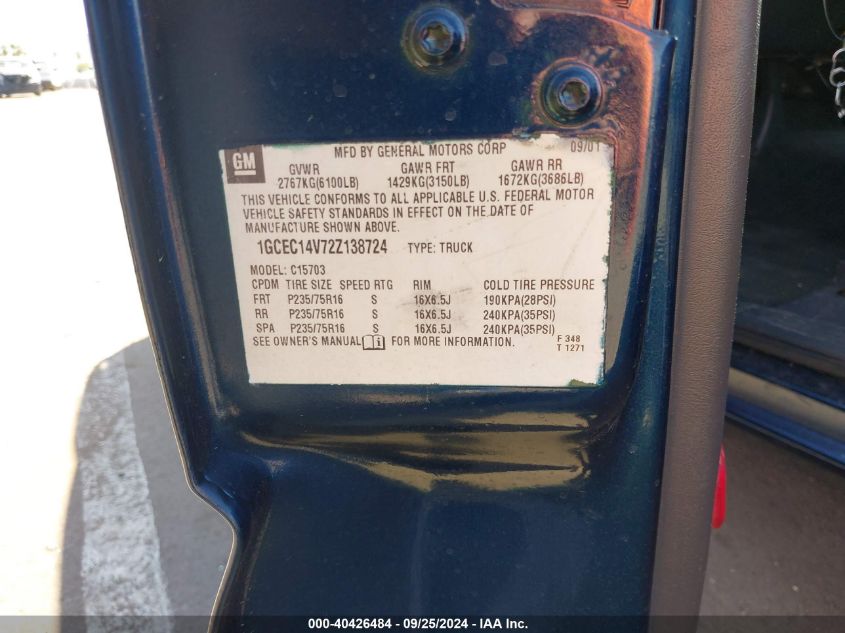 GM
MFD BY GENERAL MOTORS CORP 09/01
GVWR GAWR FRT GAWR RR
2767KG(6100LB) 1429KG(3150LB) 1672KG(3686LB)
THIS VEHICLE CONFORMS TO ALL APPLICABLE U.S. FEDERAL MOTOR
VEHICLE SAFETY STANDARDS IN EFFECT ON THE DATE OF
MANUFACTURE SHOWN ABOVE.
1GCEC14V72Z138724 TYPE: TRUCK
MODEL: C15703
CPDM TIRE SIZE SPEED RTG RIM COLD TIRE PRESSURE
FRT P235/75R16 S 16X6.5J 190KPA(28PSI)
RR P235/75R16 S 16X6.5J 240KPA(35PSI)
SPA P235/75R16 S 16X6.5J 240KPA(35PSI)
SEE OWNER'S MANUAL FOR MORE INFORMATION.
F 348
T 1271
000-40426484 / 09/25/2024 - IAA Inc.